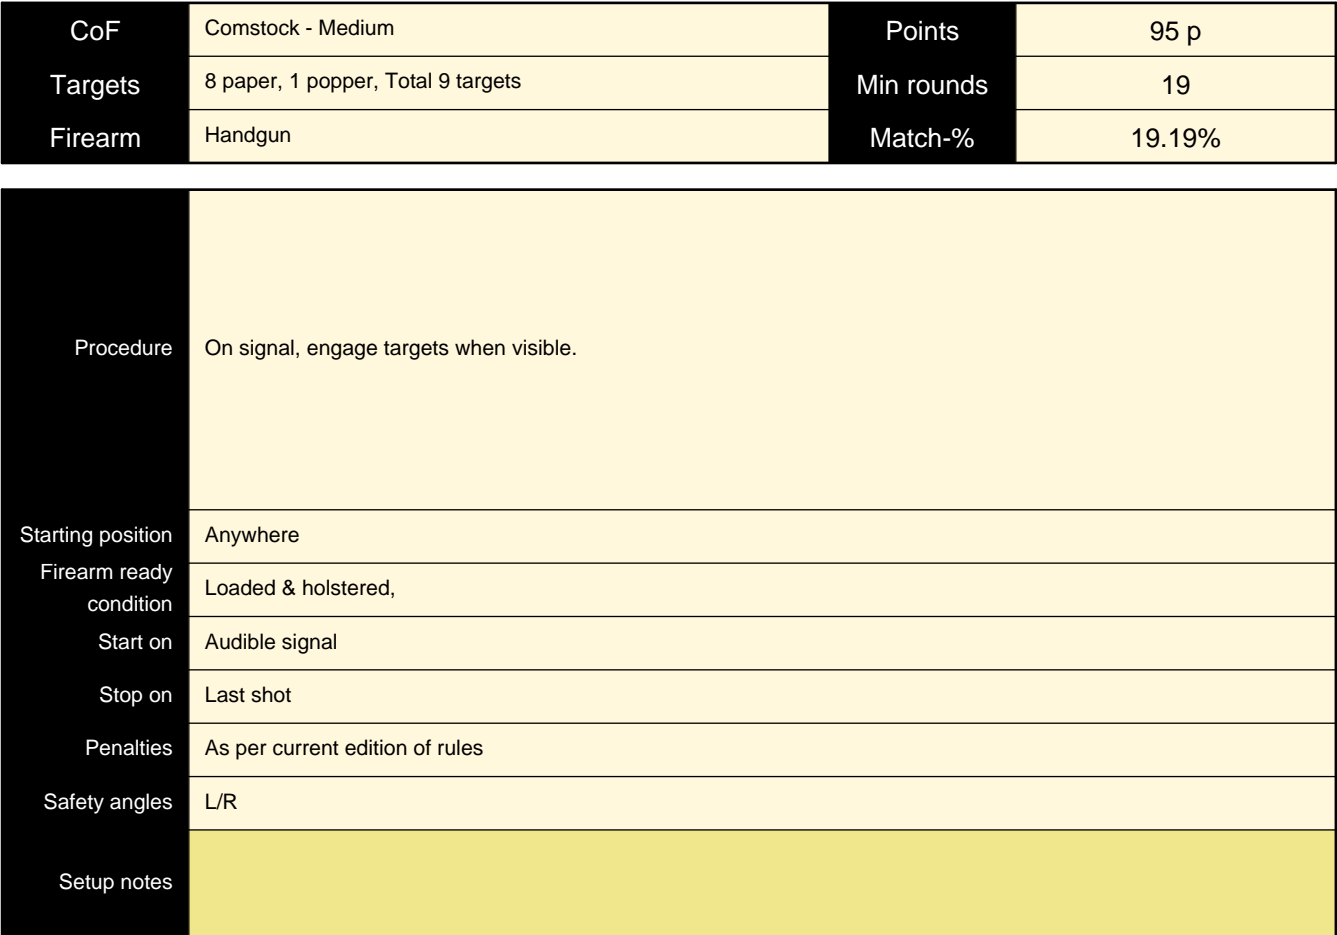 CoF Comstock - Medium Points 95 p
Targets 8 paper, 1 popper, Total 9 targets Min rounds 19
Firearm Handgun Match-% 19.19%
Procedure On signal, engage targets when visible.
Starting position Anywhere
Firearm ready
condition Loaded & holstered,
Start on Audible signal
Stop on Last shot
Penalties As per current edition of rules
Safety angles L/R
Setup notes